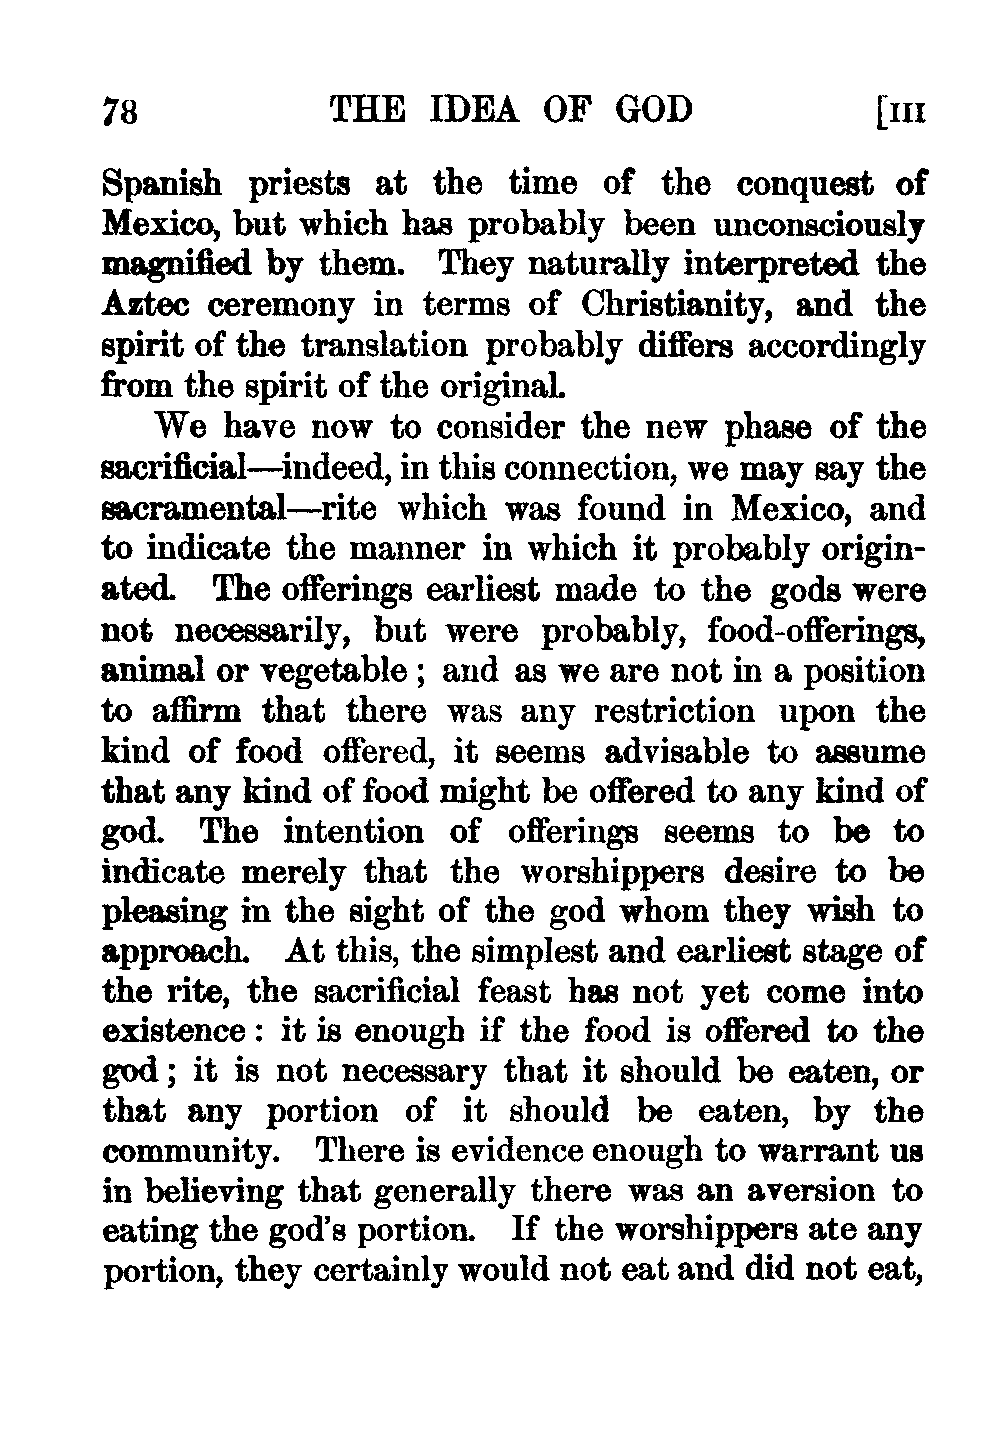 78 THE IDEA OF GOD [III
Spanish priests at the time of the conquest of
Mexico, but which has probably been unconsciously
magnified by them. They naturally interpreted the
Aztec ceremony in terms of Christianity, and the
spirit of the translation probably differs accordingly
from the spirit of the original.
We have now to consider the new phase of the
sacrificial—indeed, in this connection, we may say the
sacramental—rite which was found in Mexico, and
to indicate the manner in which it probably origin-
ated. The offerings earliest made to the gods were
not necessarily, but were probably, food-offerings,
animal or vegetable ; and as we are not in a position
to affirm that there was any restriction upon the
kind of food offered, it seems advisable to assume
that any kind of food might be offered to any kind of
god. The intention of offerings seems to be to
indicate merely that the worshippers desire to be
pleasing in the sight of the god whom they wish to
approach. At this, the simplest and earliest stage of
the rite, the sacrificial feast has not yet come into
existence : it is enough if the food is offered to the
god ; it is not necessary that it should be eaten, or
that any portion of it should be eaten, by the
community. There is evidence enough to warrant us
in believing that generally there was an aversion to
eating the god's portion. If the worshippers ate any
portion, they certainly would not eat and did not eat,